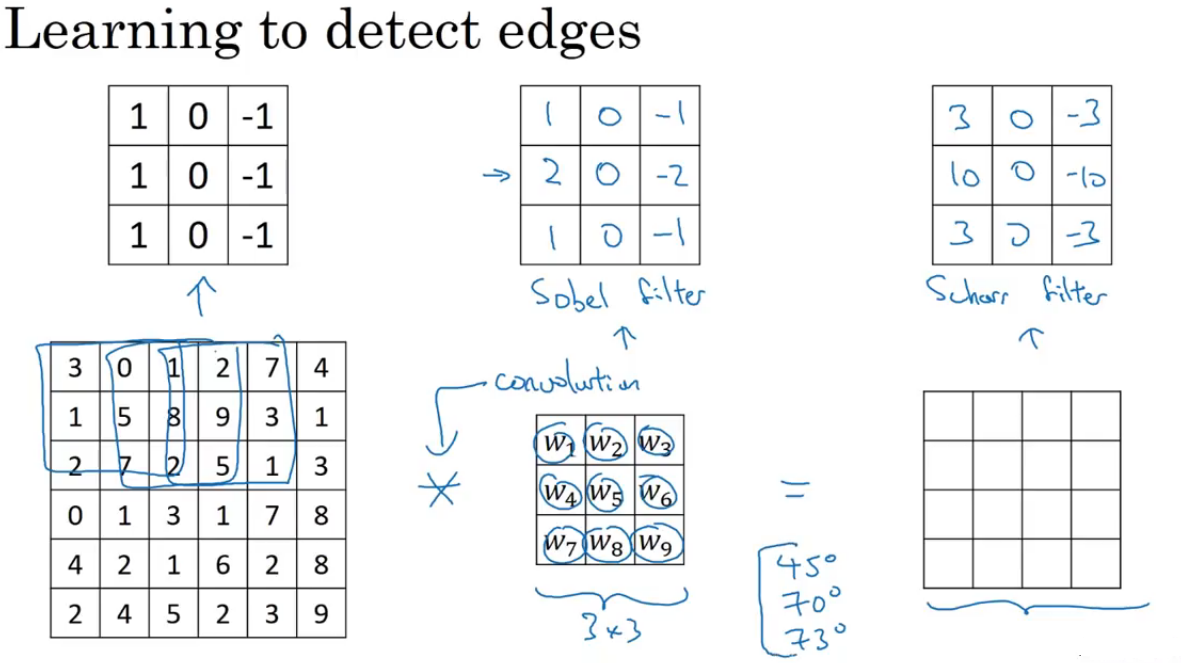 Learning to detect edges
1 0 -1
1 0 -1
1 0 -1
1 0 -1
2 0 -2
1 0 -1
Sobel filter
3 0 -3
10 0 -10
3 0 -3
Scharr filter
3 0 1 2 7 4
1 5 8 9 3 1
2 7 2 5 1 3
0 1 3 1 7 8
4 2 1 6 2 8
2 4 5 2 3 9
convolution
*
w1 w2 w3
w4 w5 w6
w7 w8 w9
3×3
=
45°
70°
73°